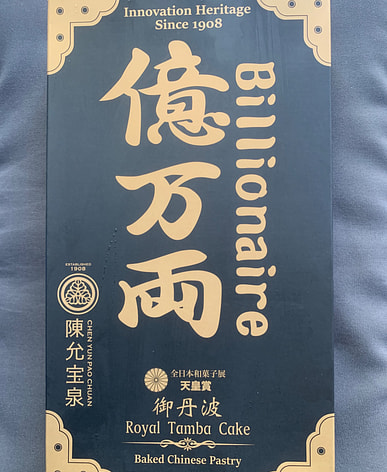 Innovation Heritage
Since 1908
億万両
Billionaire
ESTABLISHED
1908
陳允宝泉
CHEN YUN PAO CHUAN
全日本和菓子展
天皇賞
御丹波
Royal Tamba Cake
Baked Chinese Pastry